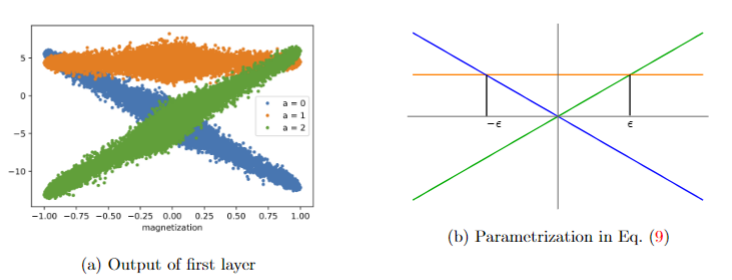 5
0
−5
−10
a = 0
a = 1
a = 2
−1.00 −0.75 −0.50 −0.25 0.00 0.25 0.50 0.75 1.00
magnetization
(a) Output of first layer
−ϵ ϵ
(b) Parametrization in Eq. (9)